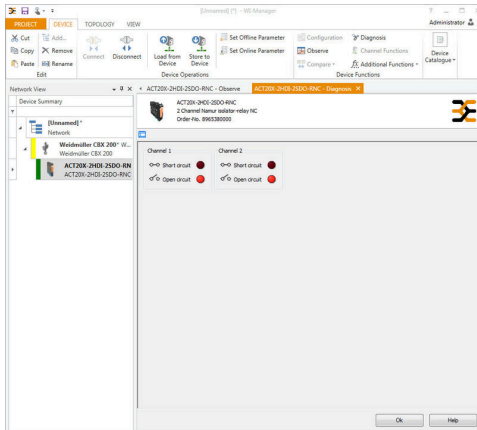 [Unnamed] (*) - WI-Manager
PROJECT DEVICE TOPOLOGY VIEW Administrator
Cut Add...
Copy Remove
Paste Rename
Edit
Connect Disconnect
Load from Device Store to Device
Set Offline Parameter
Set Online Parameter
Device Operations
Configuration Diagnosis
Observe Channel Functions
Compare Additional Functions
Device Functions
Device Catalogue
Network View
Device Summary
[Unnamed] *
Network
Weidmüller CBX 200* W...
Weidmüller CBX 200
ACT20X-2HDI-2SDO-RN
ACT20X-2HDI-2SDO-RNC
ACT20X-2HDI-2SDO-RNC - Observe ACT20X-2HDI-2SDO-RNC - Diagnosis
ACT20X-2HDI-2SDO-RNC
2 Channel Namur isolator-relay NC
Order-No. 8965380000
Channel 1 Channel 2
Short circuit Short circuit
Open circuit Open circuit
Ok Help